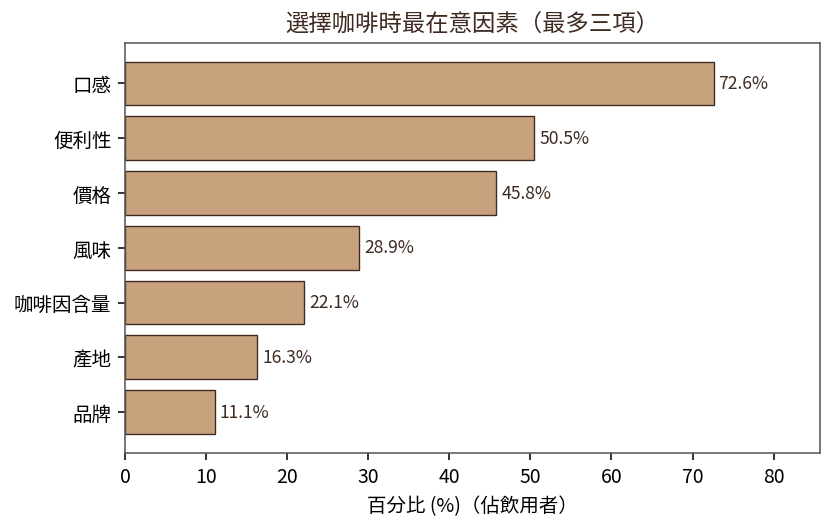 選擇咖啡時最在意因素（最多三項）
口感 72.6%
便利性 50.5%
價格 45.8%
風味 28.9%
咖啡因含量 22.1%
產地 16.3%
品牌 11.1%
0 10 20 30 40 50 60 70 80
百分比 (%)（佔飲用者）